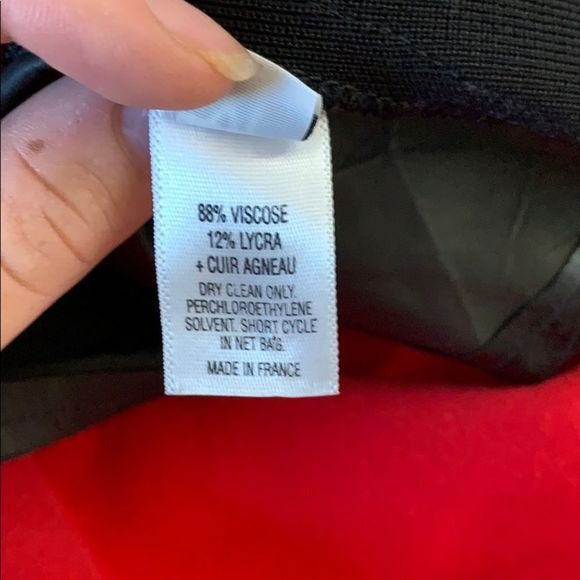 88% VISCOSE
12% LYCRA
+ CUIR AGNEAU
DRY CLEAN ONLY.
PERCHLOROETHYLENE
SOLVENT. SHORT CYCLE
IN NET BAG.
MADE IN FRANCE